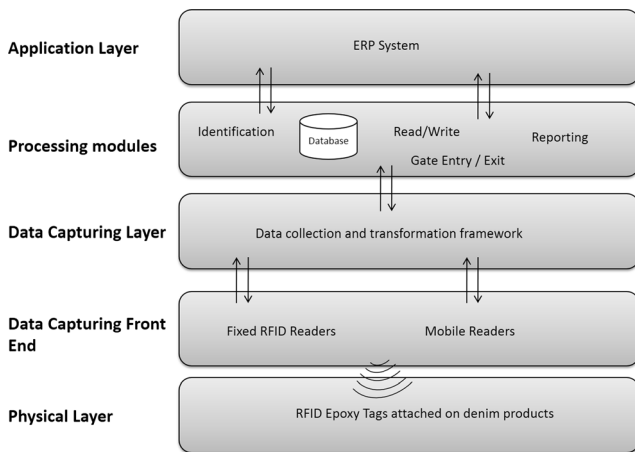 Application Layer
ERP System
Processing modules
Identification
Database
Read/Write
Reporting
Gate Entry / Exit
Data Capturing Layer
Data collection and transformation framework
Data Capturing Front
End
Fixed RFID Readers
Mobile Readers
Physical Layer
RFID Epoxy Tags attached on denim products